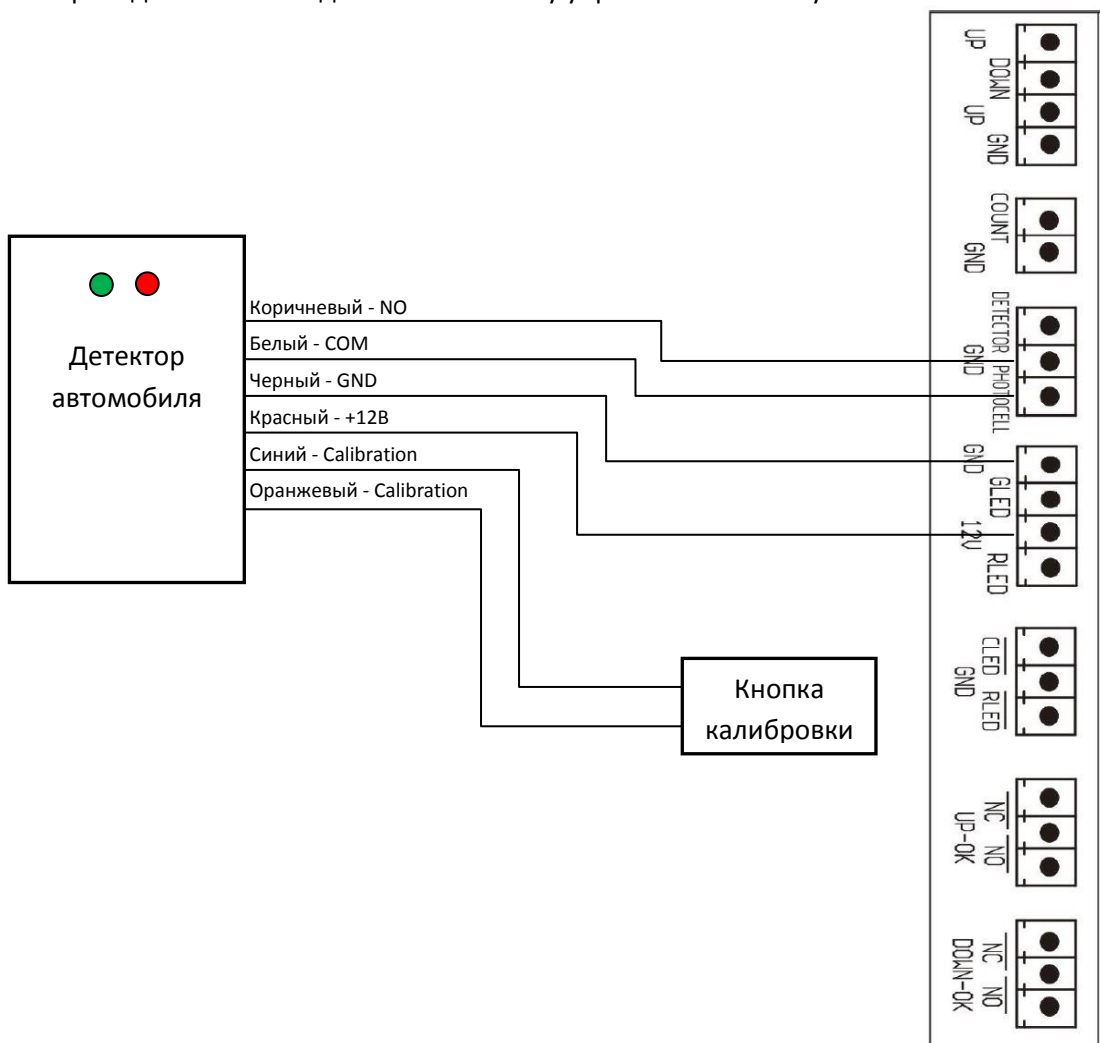 Коричневый - NO
Белый - COM
Черный - GND
Красный - +12В
Синий - Calibration
Оранжевый - Calibration
Детектор
автомобиля
Кнопка
калибровки
UP
DOWN
UP
GND
COUNT
GND
DETECTOR
GND
PHOTOCELL
GND
GLED
12V
RLED
CLED
GND
RLED
NC
UP-OK
NO
NC
DOWN-OK
NO